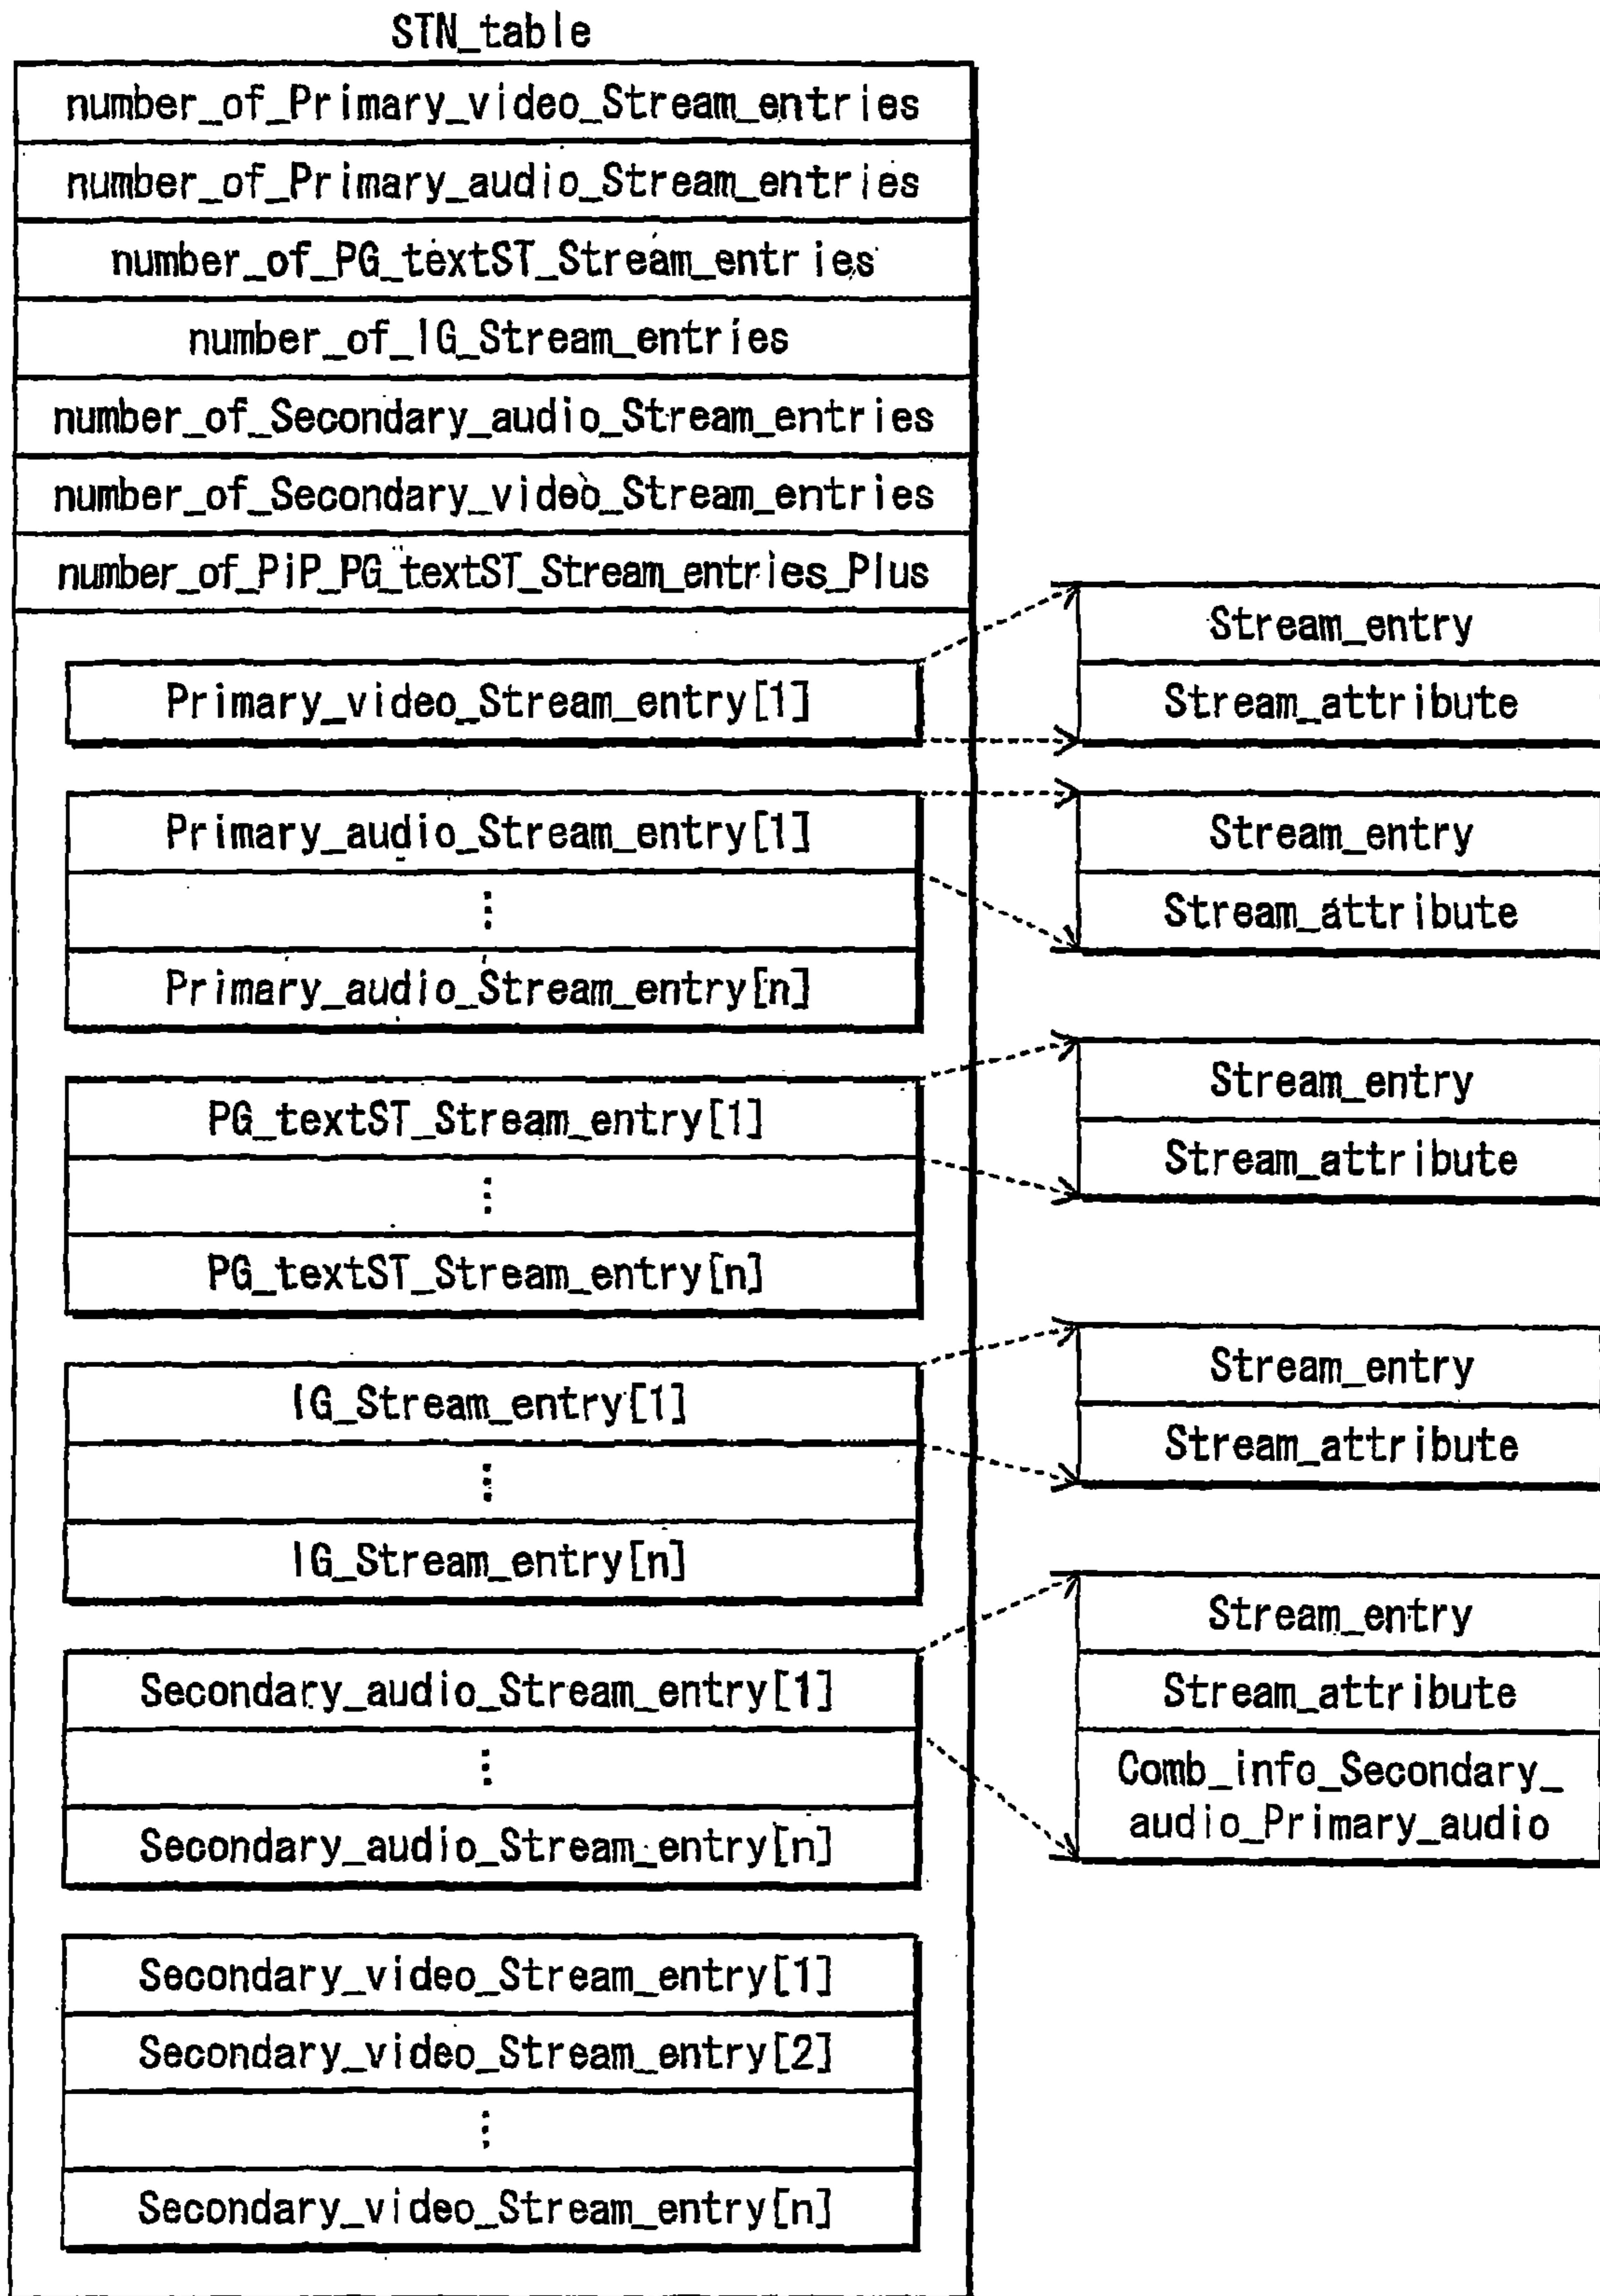 STN_table
number_of_Primary_video_Stream_entries
number_of_Primary_audio_Stream_entries
number_of_PG_textST_Stream_entries
number_of_IG_Stream_entries
number_of_Secondary_audio_Stream_entries
number_of_Secondary_video_Stream_entries
number_of_PiP_PG_textST_Stream_entries_Plus
Primary_video_Stream_entry[1]
Stream_entry
Stream_attribute
Primary_audio_Stream_entry[1]
⋮
Primary_audio_Stream_entry[n]
Stream_entry
Stream_attribute
PG_textST_Stream_entry[1]
⋮
PG_textST_Stream_entry[n]
Stream_entry
Stream_attribute
IG_Stream_entry[1]
⋮
IG_Stream_entry[n]
Stream_entry
Stream_attribute
Secondary_audio_Stream_entry[1]
⋮
Secondary_audio_Stream_entry[n]
Stream_entry
Stream_attribute
Comb_info_Secondary_
audio_Primary_audio
Secondary_video_Stream_entry[1]
Secondary_video_Stream_entry[2]
⋮
Secondary_video_Stream_entry[n]